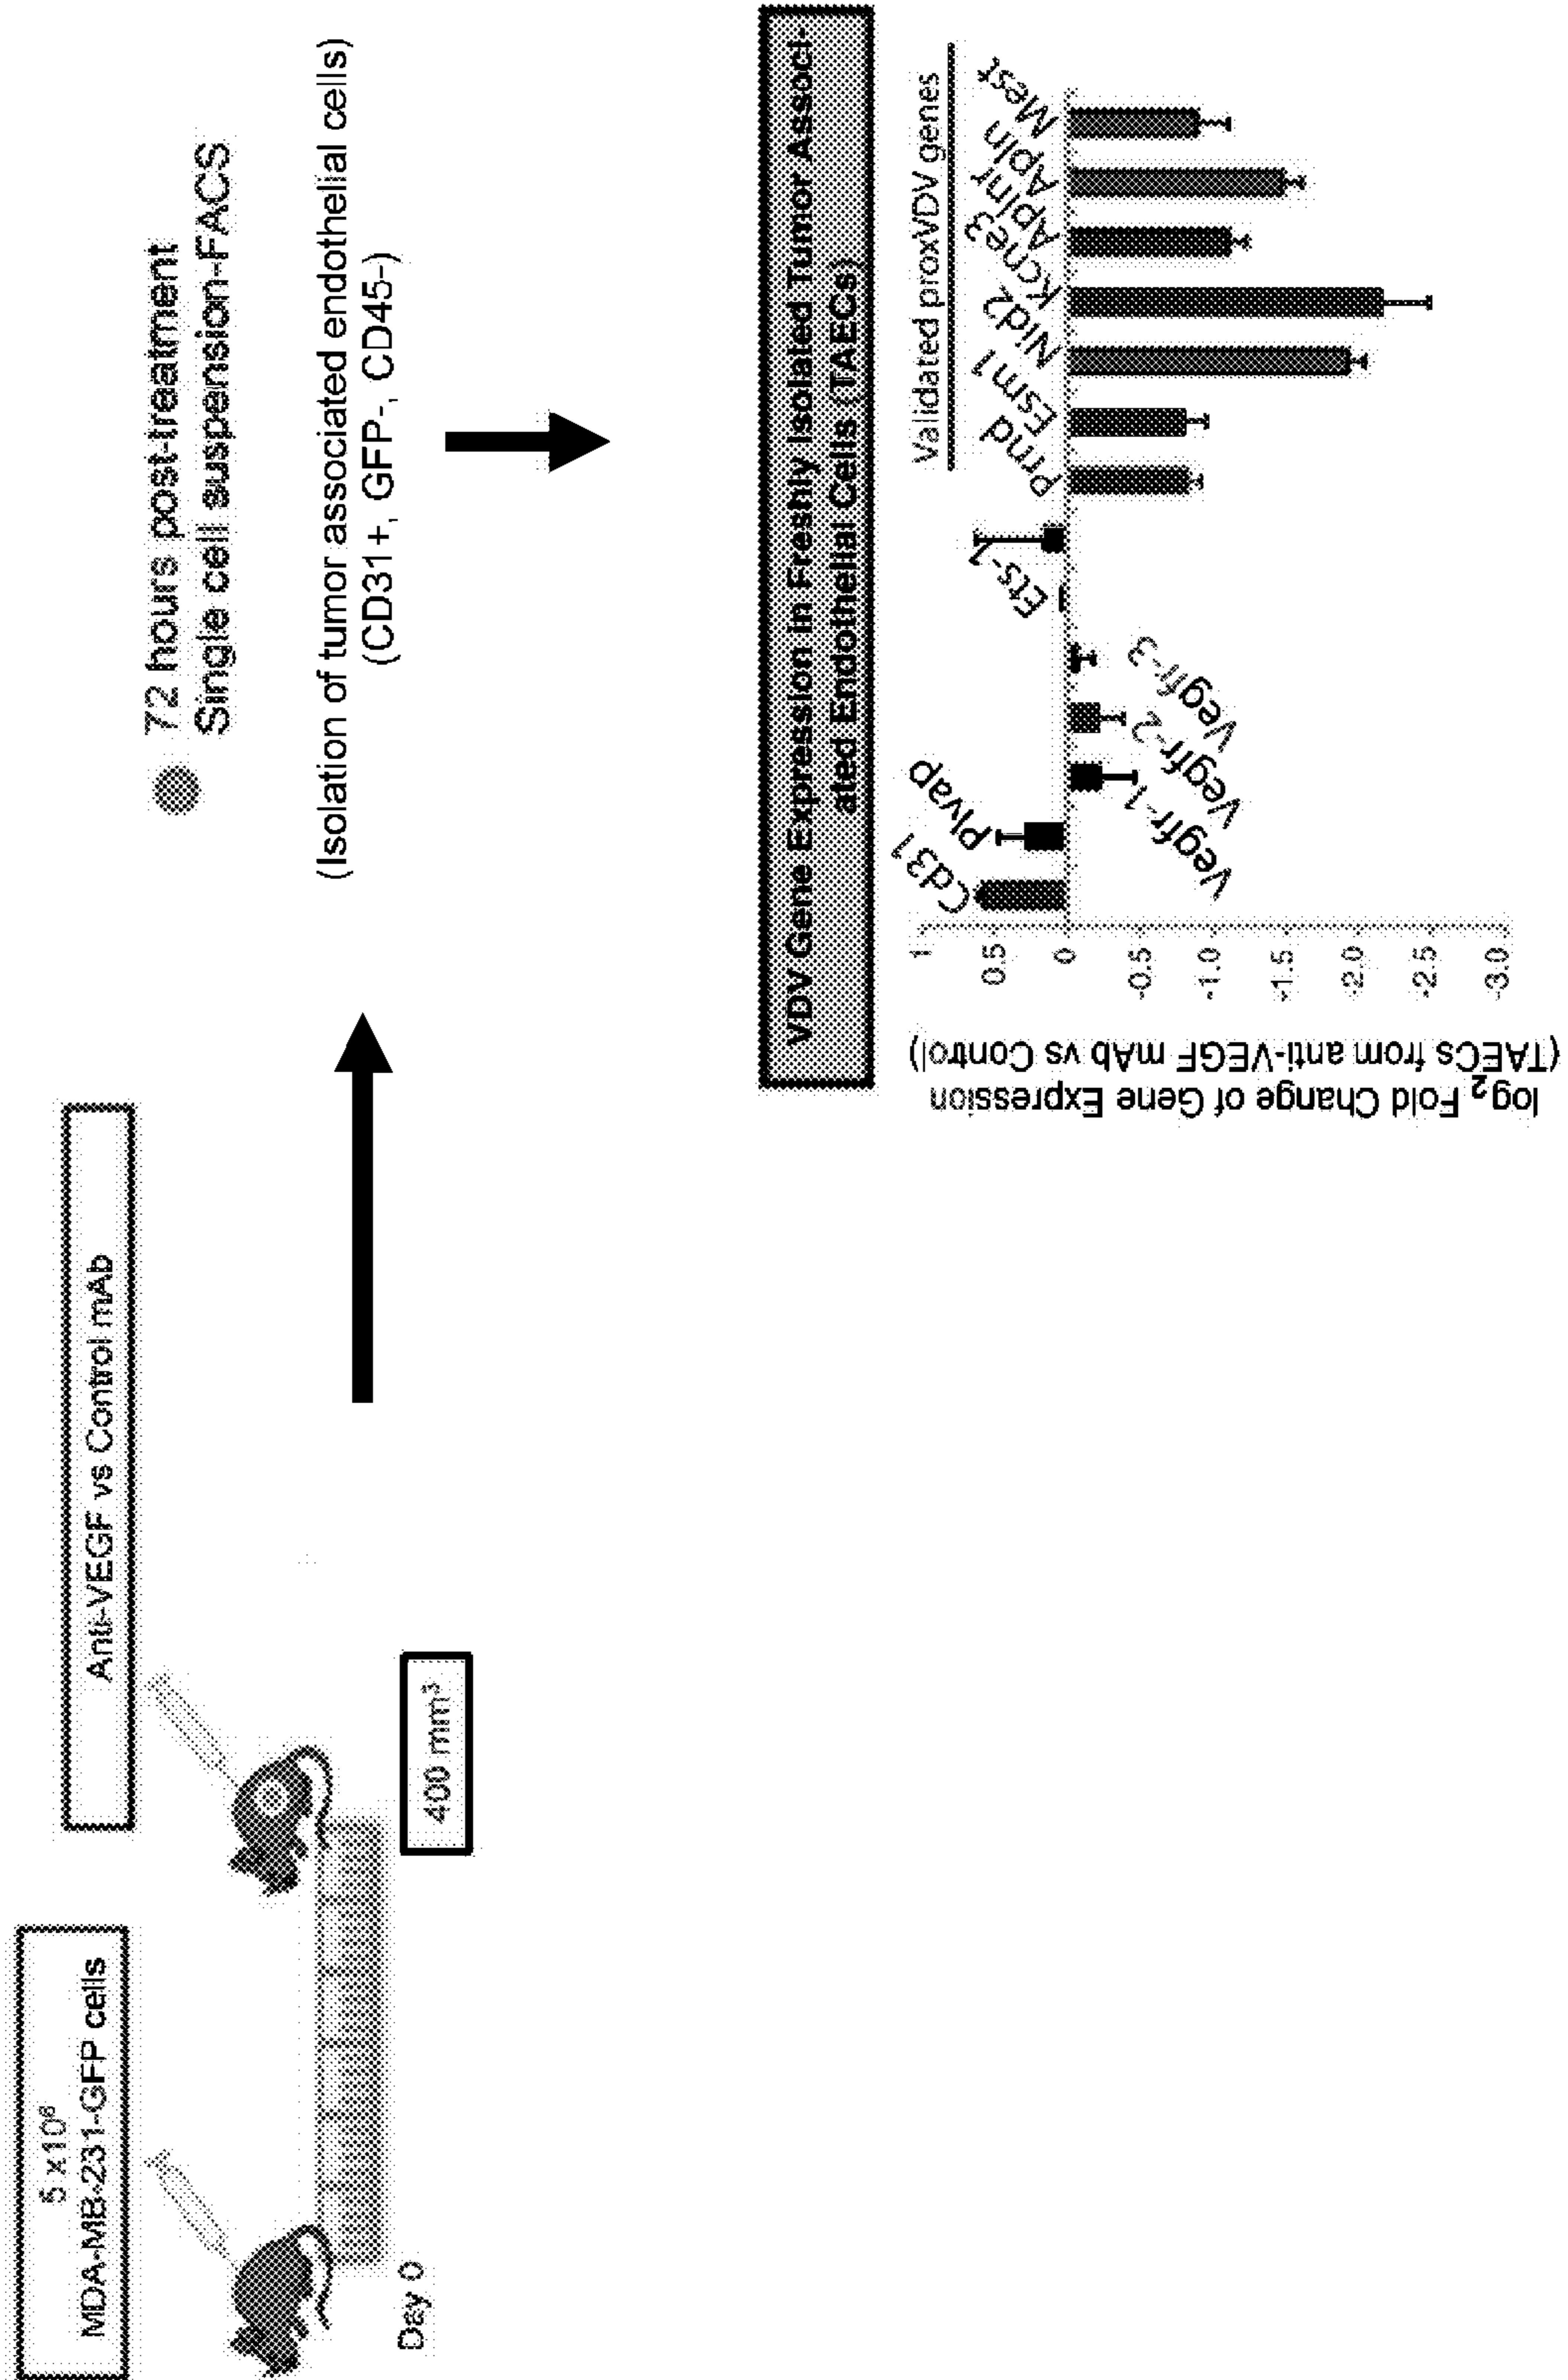 5 x10⁶
MDA-MB-231-GFP cells
Day 0
Anti-VEGF vs Control mAb
400 mm³
72 hours post-treatment
Single cell suspension-FACS
(Isolation of tumor associated endothelial cells)
(CD31+, GFP-, CD45-)
VDV Gene Expression in Freshly Isolated Tumor Associ-
ated Endothelial Cells (TAECs)
log₂ Fold Change of Gene Expression
(TAECs from anti-VEGF mAb vs Control)
1
0.5
0
-0.5
-1.0
-1.5
-2.0
-2.5
-3.0
Cd31
Plvap
Vegfr-1
Vegfr-2
Vegfr-3
Ets-1
Validated proxVDV genes
Prnd
Esm1
Nid2
Kcne3
Aplnr
Apln
Mest